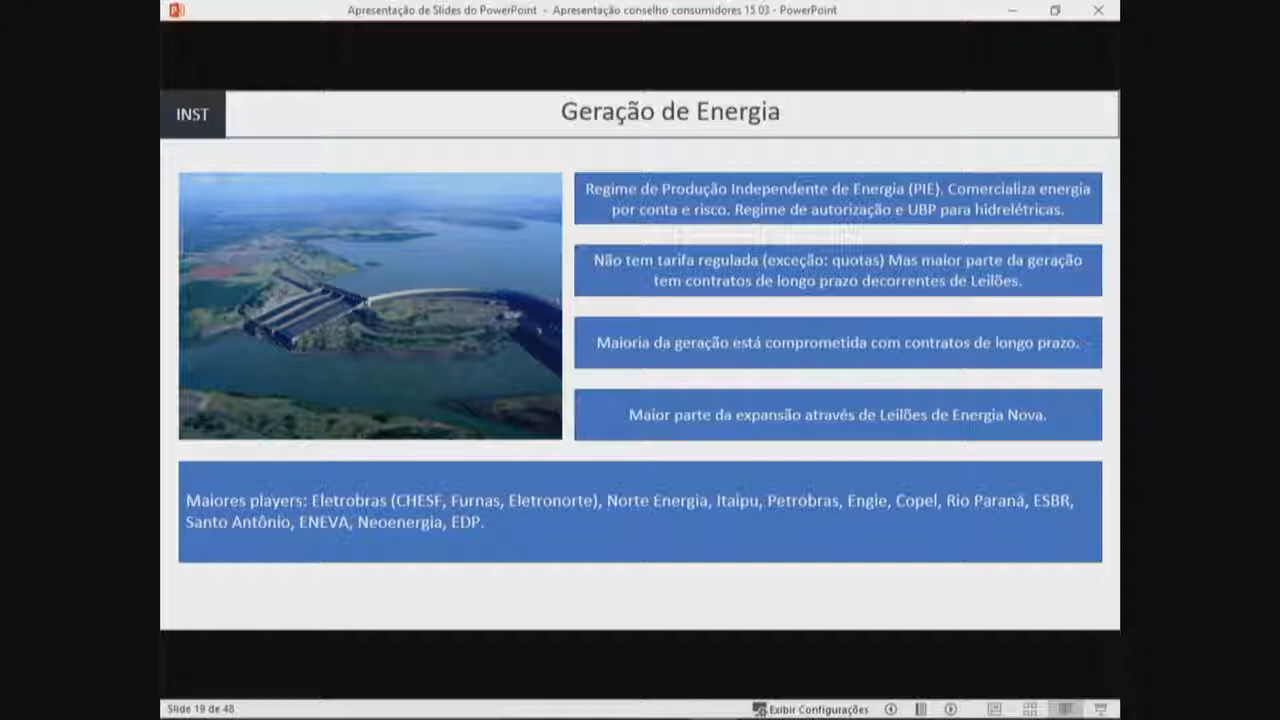 Apresentação de Slides do PowerPoint - Apresentação conselho consumidores 15 03 - PowerPoint
INST
Geração de Energia
Regime de Produção Independente de Energia (PIE). Comercializa energia
por conta e risco. Regime de autorização e UBP para hidrelétricas.
Não tem tarifa regulada (exceção: quotas) Mas maior parte da geração
tem contratos de longo prazo decorrentes de Leilões.
Maioria da geração está comprometida com contratos de longo prazo.
Maior parte da expansão através de Leilões de Energia Nova.
Maiores players: Eletrobras (CHESF, Furnas, Eletronorte), Norte Energia, Itaipu, Petrobras, Engie, Copel, Rio Paraná, ESBR,
Santo Antônio, ENEVA, Neoenergia, EDP.
Slide 19 de 48
Exibir Configurações